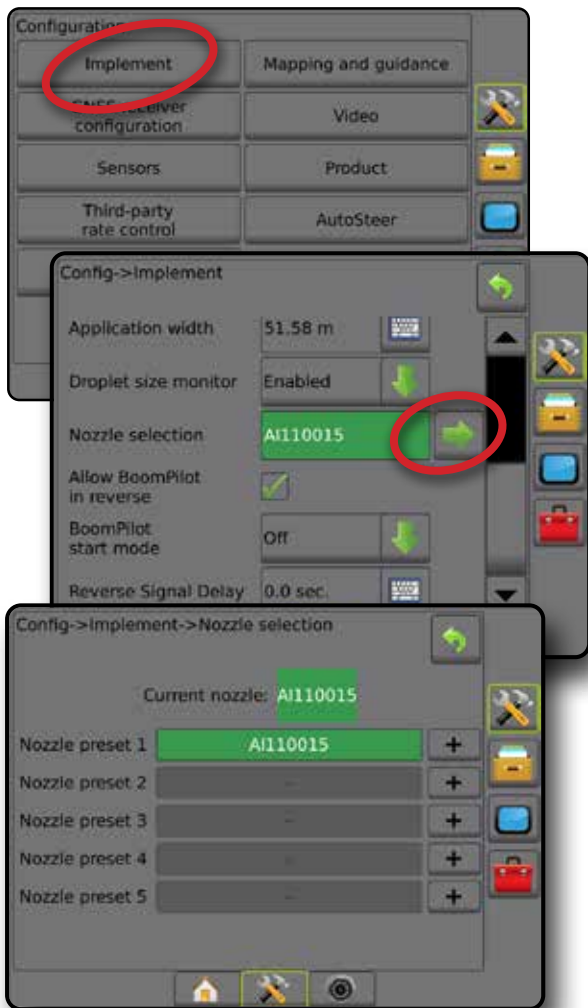 Configuration
Implement
Mapping and guidance
GNSS receiver
configuration
Video
Sensors
Product
Third-party
rate control
AutoSteer
Config->Implement
Application width
51.58 m
Droplet size monitor
Enabled
Nozzle selection
AI110015
Allow BoomPilot
in reverse
BoomPilot
start mode
Off
Reverse Signal Delay
0.0 sec.
Config->Implement->Nozzle selection
Current nozzle: AI110015
Nozzle preset 1
AI110015
+
Nozzle preset 2
-
+
Nozzle preset 3
-
+
Nozzle preset 4
-
+
Nozzle preset 5
-
+